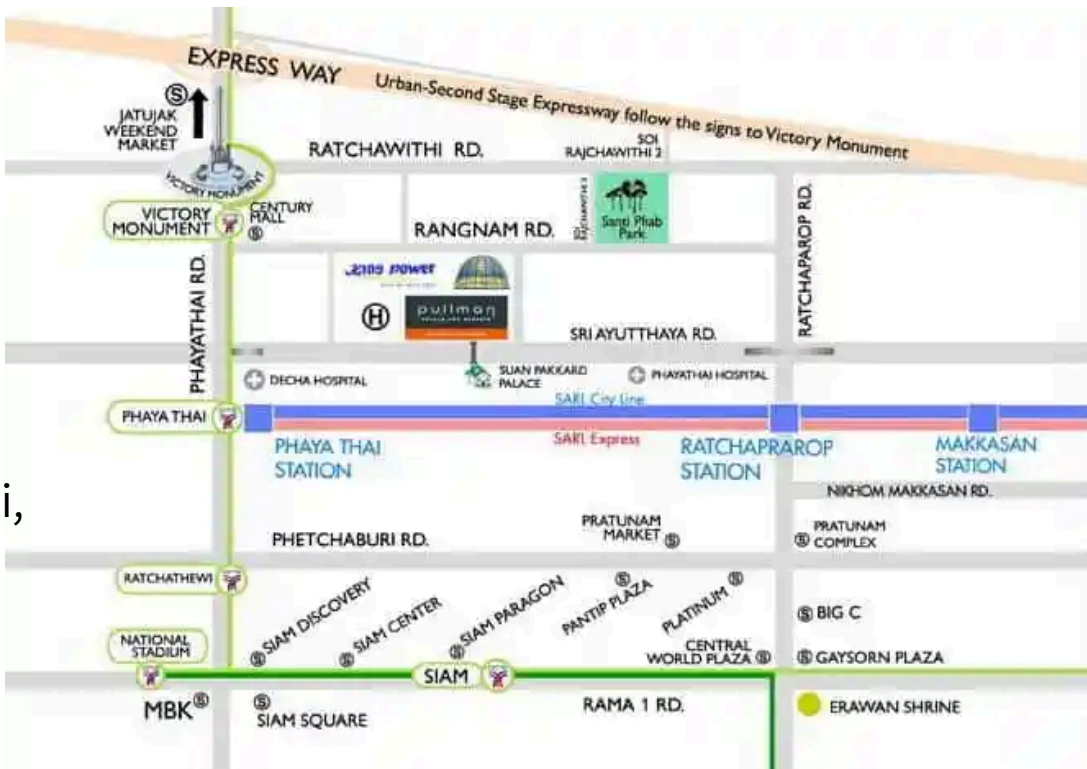 EXPRESS WAY
Urban-Second Stage Expressway follow the signs to Victory Monument
JATUJAK
WEEKEND
MARKET
VICTORY MONUMENT
RATCHAWITHI RD.
SOI
RAJCHAWITHI 2
VICTORY
MONUMENT
CENTURY
MALL
RANGNAM RD.
Santi Phab
Park
RATCHAPAROP RD.
PHAYATHAI RD.
power
H
pullman
SRI AYUTTHAYA RD.
DECHA HOSPITAL
SUAN PAKKARD
PALACE
PHAYATHAI HOSPITAL
PHAYA THAI
SARL City Line
SARL Express
PHAYA THAI
STATION
RATCHAPRAROP
STATION
MAKKASAN
STATION
i,
NIKHOM MAKKASAN RD.
PHETCHABURI RD.
PRATUNAM
MARKET
PRATUNAM
COMPLEX
RATCHATHEWI
SIAM DISCOVERY
SIAM CENTER
SIAM PARAGON
PANTIP PLAZA
PLATINUM
BIG C
NATIONAL
STADIUM
CENTRAL
WORLD PLAZA
GAYSORN PLAZA
SIAM
MBK
SIAM SQUARE
RAMA 1 RD.
ERAWAN SHRINE